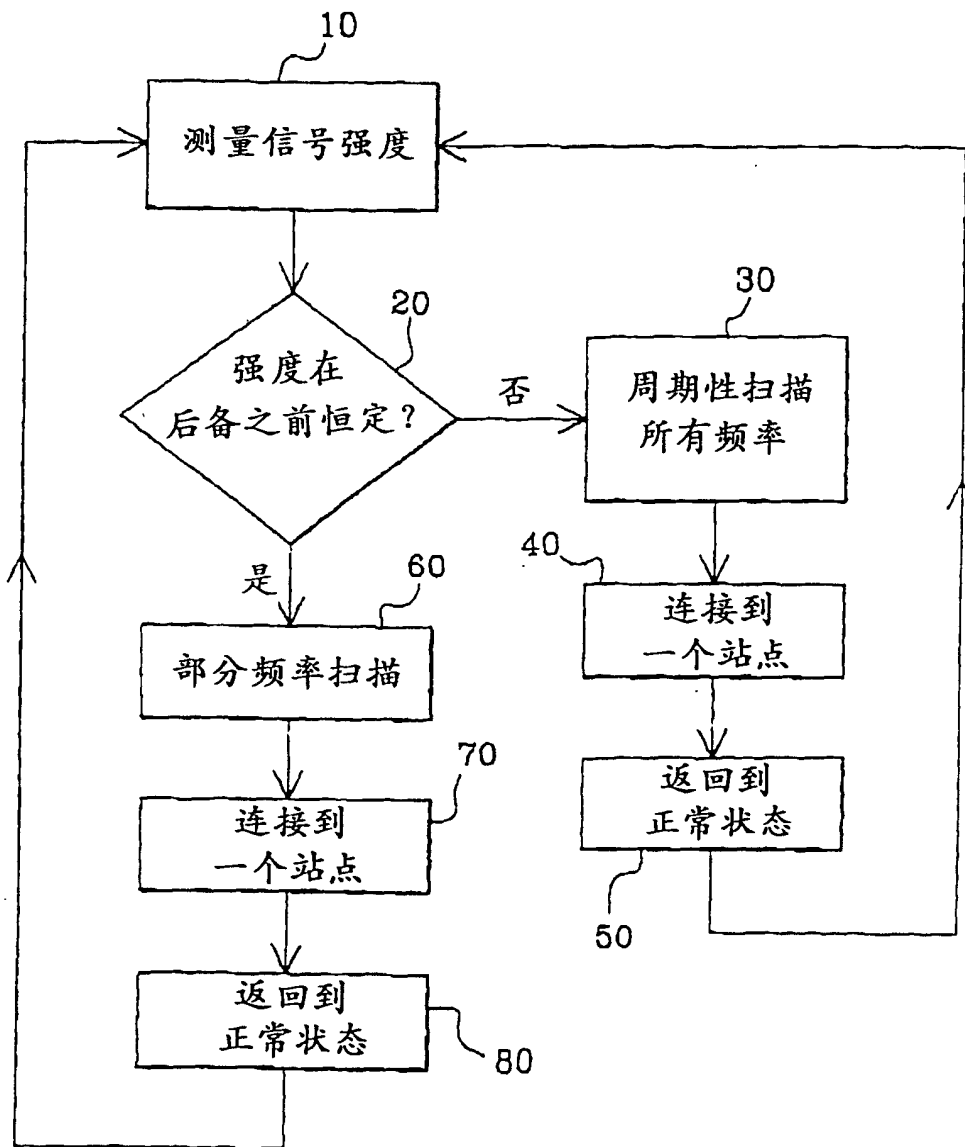 10
测量信号强度
20
强度在
后备之前恒定?
否
30
周期性扫描
所有频率
40
连接到
一个站点
返回到
正常状态
50
是
60
部分频率扫描
70
连接到
一个站点
返回到
正常状态
80